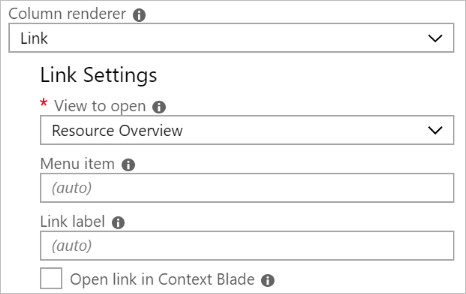 Column renderer
Link
Link Settings
* View to open
Resource Overview
Menu item
(auto)
Link label
(auto)
Open link in Context Blade